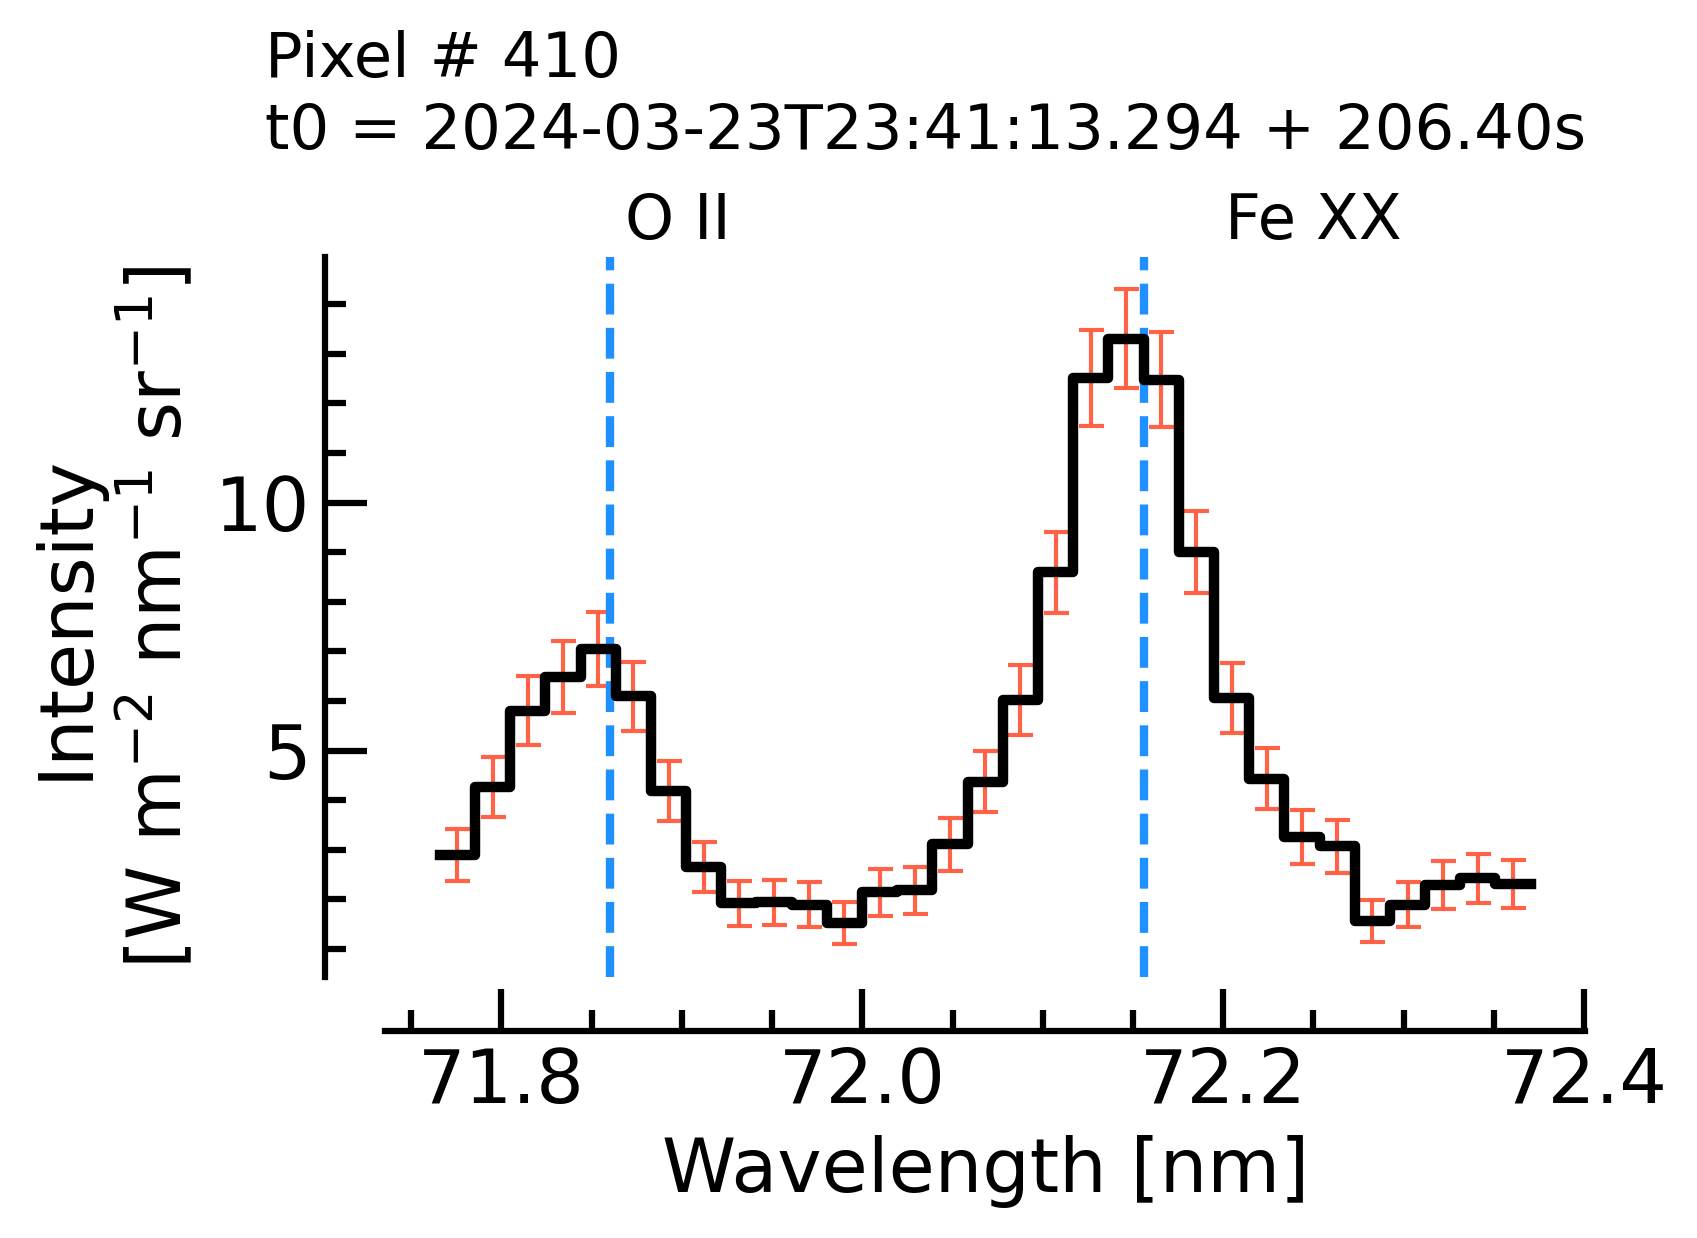 Pixel # 410
t0 = 2024-03-23T23:41:13.294 + 206.40s
O II
Fe XX
Intensity
[W m⁻² nm⁻¹ sr⁻¹]
10
5
71.8
72.0
72.2
72.4
Wavelength [nm]